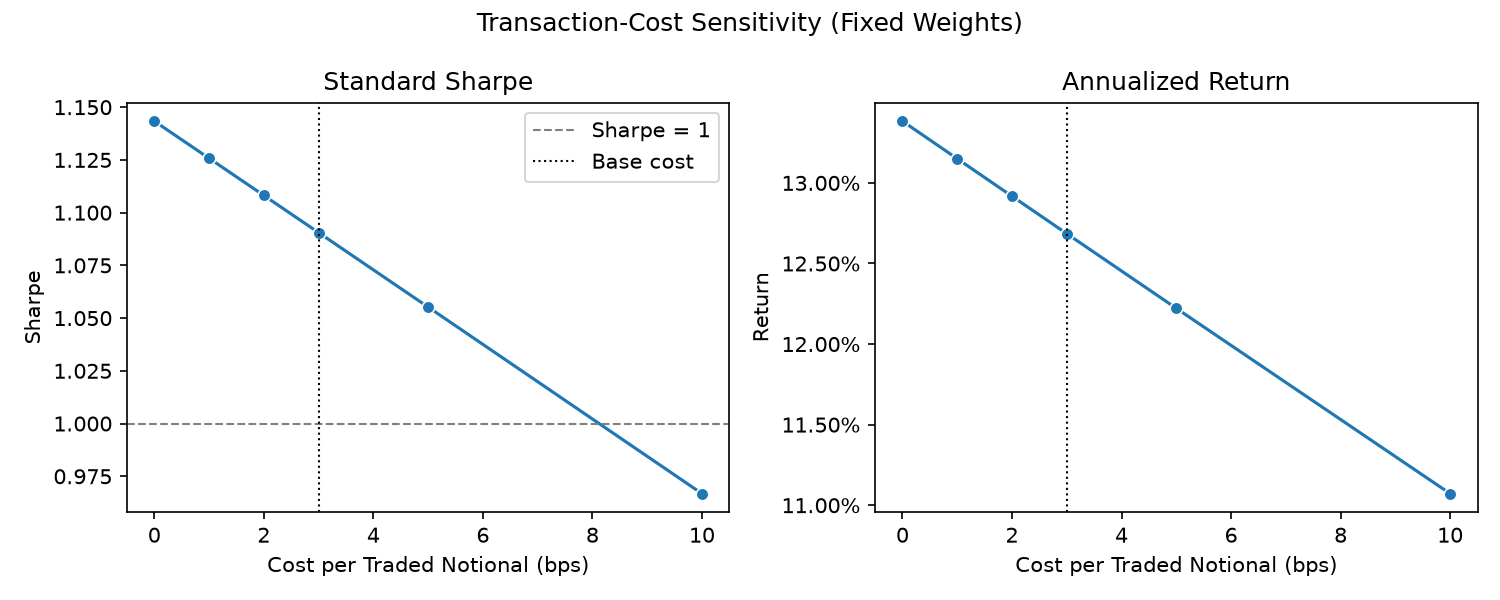 Transaction-Cost Sensitivity (Fixed Weights)
Standard Sharpe
1.150
1.125
1.100
1.075
1.050
1.025
1.000
0.975
Sharpe
Sharpe = 1
Base cost
0 2 4 6 8 10
Cost per Traded Notional (bps)
Annualized Return
13.00%
12.50%
12.00%
11.50%
11.00%
Return
0 2 4 6 8 10
Cost per Traded Notional (bps)